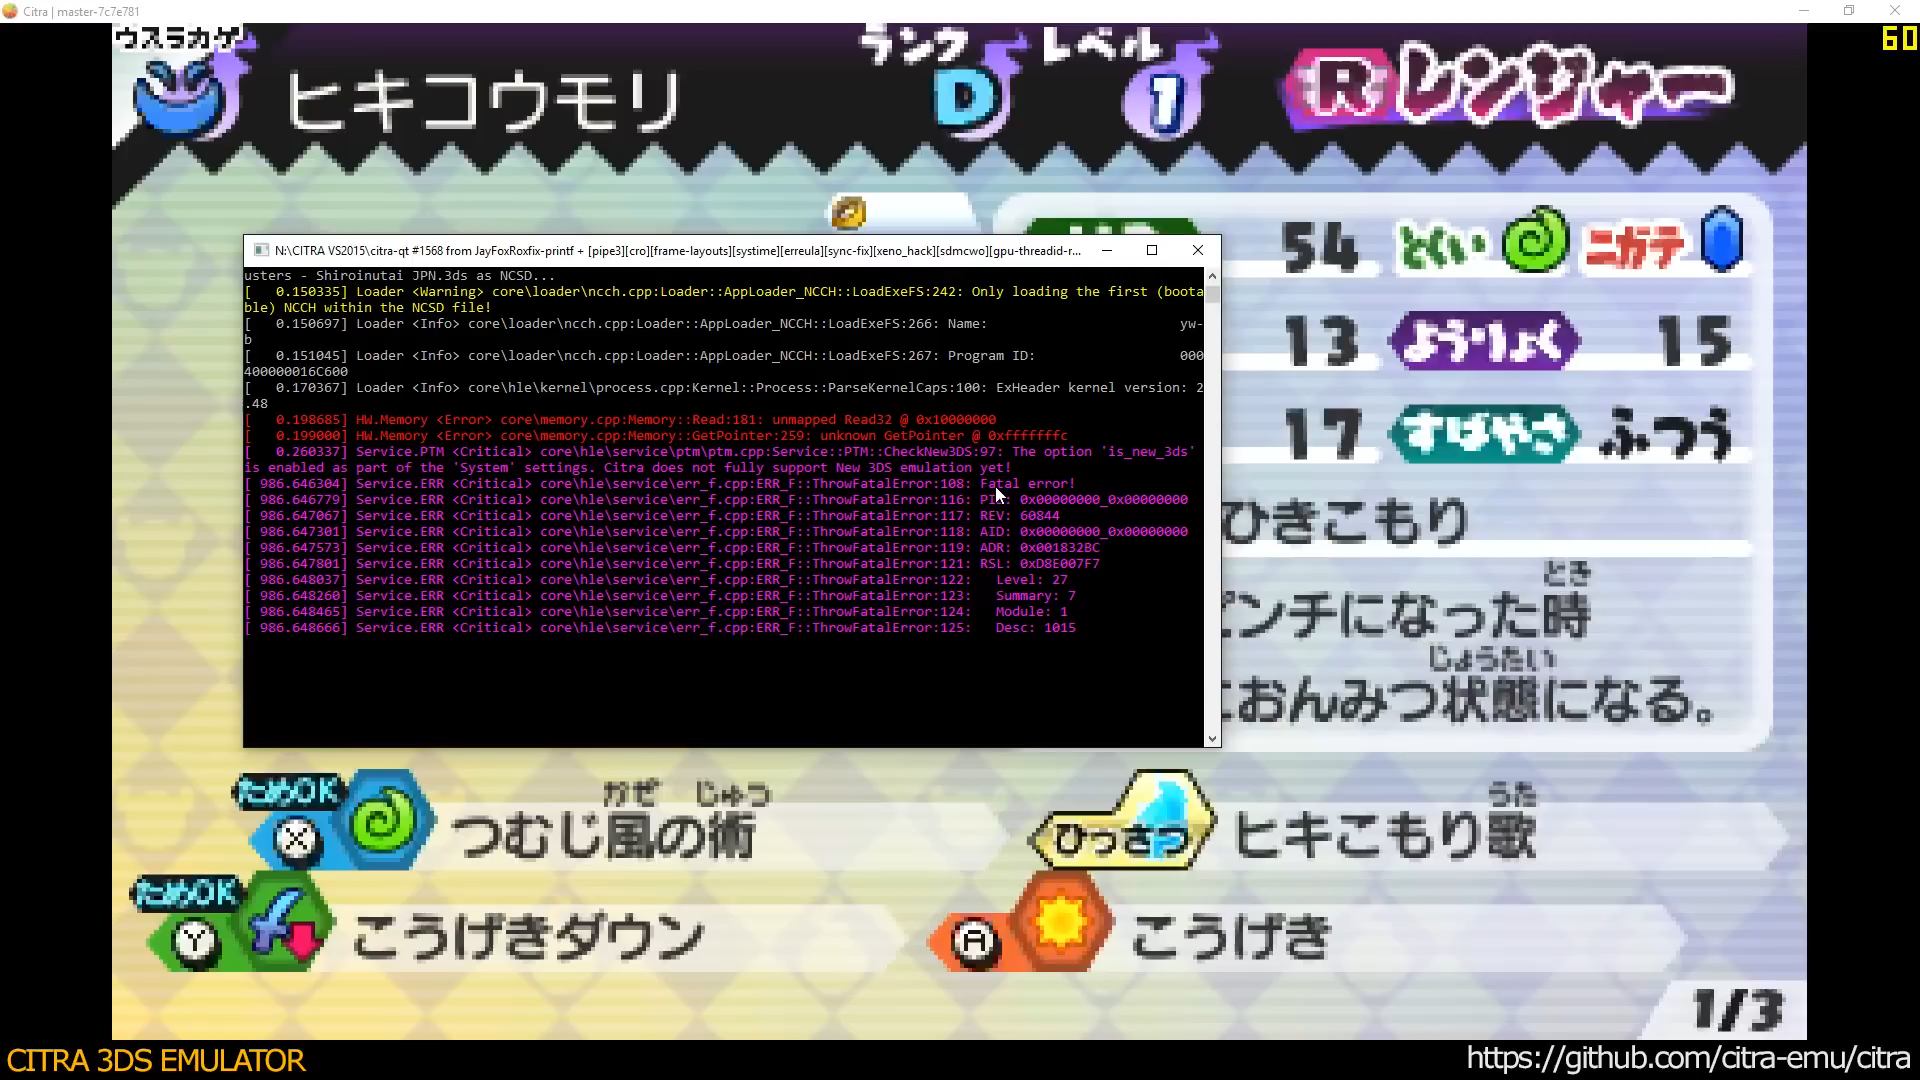 Citra | master-7c7e781
60
ウスラカゲ
ヒキコウモリ
ランク
D
レベル
1
R レンジャー
54
とくい
ニガテ
N:\CITRA VS2015\citra-qt #1568 from JayFoxRoxfix-printf + [pipe3][cro][frame-layouts][systime][erreula][sync-fix][xeno_hack][sdmcwo][gpu-threadid-r...
usters - Shiroinutai JPN.3ds as NCSD...
[   0.150335] Loader <Warning> core\loader\ncch.cpp:Loader::AppLoader_NCCH::LoadExeFS:242: Only loading the first (boota
ble) NCCH within the NCSD file!
[   0.150697] Loader <Info> core\loader\ncch.cpp:Loader::AppLoader_NCCH::LoadExeFS:266: Name:                        yw-
b
[   0.151045] Loader <Info> core\loader\ncch.cpp:Loader::AppLoader_NCCH::LoadExeFS:267: Program ID:                  000
400000016C600
[   0.170367] Loader <Info> core\hle\kernel\process.cpp:Kernel::Process::ParseKernelCaps:100: ExHeader kernel version: 2
.48
[   0.198685] HW.Memory <Error> core\memory.cpp:Memory::Read:181: unmapped Read32 @ 0x10000000
[   0.199000] HW.Memory <Error> core\memory.cpp:Memory::GetPointer:259: unknown GetPointer @ 0xfffffffc
[   0.260337] Service.PTM <Critical> core\hle\service\ptm\ptm.cpp:Service::PTM::CheckNew3DS:97: The option 'is_new_3ds'
is enabled as part of the 'System' settings. Citra does not fully support New 3DS emulation yet!
[ 986.646304] Service.ERR <Critical> core\hle\service\err_f.cpp:ERR_F::ThrowFatalError:108: Fatal error!
[ 986.646779] Service.ERR <Critical> core\hle\service\err_f.cpp:ERR_F::ThrowFatalError:116: 0x00000000_0x00000000
[ 986.647067] Service.ERR <Critical> core\hle\service\err_f.cpp:ERR_F::ThrowFatalError:117: REV: 60844
[ 986.647301] Service.ERR <Critical> core\hle\service\err_f.cpp:ERR_F::ThrowFatalError:118: AID: 0x00000000_0x00000000
[ 986.647573] Service.ERR <Critical> core\hle\service\err_f.cpp:ERR_F::ThrowFatalError:119: ADR: 0x001832BC
[ 986.647801] Service.ERR <Critical> core\hle\service\err_f.cpp:ERR_F::ThrowFatalError:121: RSL: 0xD8E007F7
[ 986.648037] Service.ERR <Critical> core\hle\service\err_f.cpp:ERR_F::ThrowFatalError:122:   Level: 27
[ 986.648260] Service.ERR <Critical> core\hle\service\err_f.cpp:ERR_F::ThrowFatalError:123:   Summary: 7
[ 986.648465] Service.ERR <Critical> core\hle\service\err_f.cpp:ERR_F::ThrowFatalError:124:   Module: 1
[ 986.648666] Service.ERR <Critical> core\hle\service\err_f.cpp:ERR_F::ThrowFatalError:125:   Desc: 1015
13 ようりょく 15
17 すばやさ ふつう
ひきこもり
とき
ンチになった時
じょうたい
おんみつ状態になる。
ためOK
X
かぜ じゅつ
つむじ風の術
ひっさつ
うた
ヒキこもり歌
ためOK
Y
こうげきダウン
A
こうげき
1/3
CITRA 3DS EMULATOR
https://github.com/citra-emu/citra